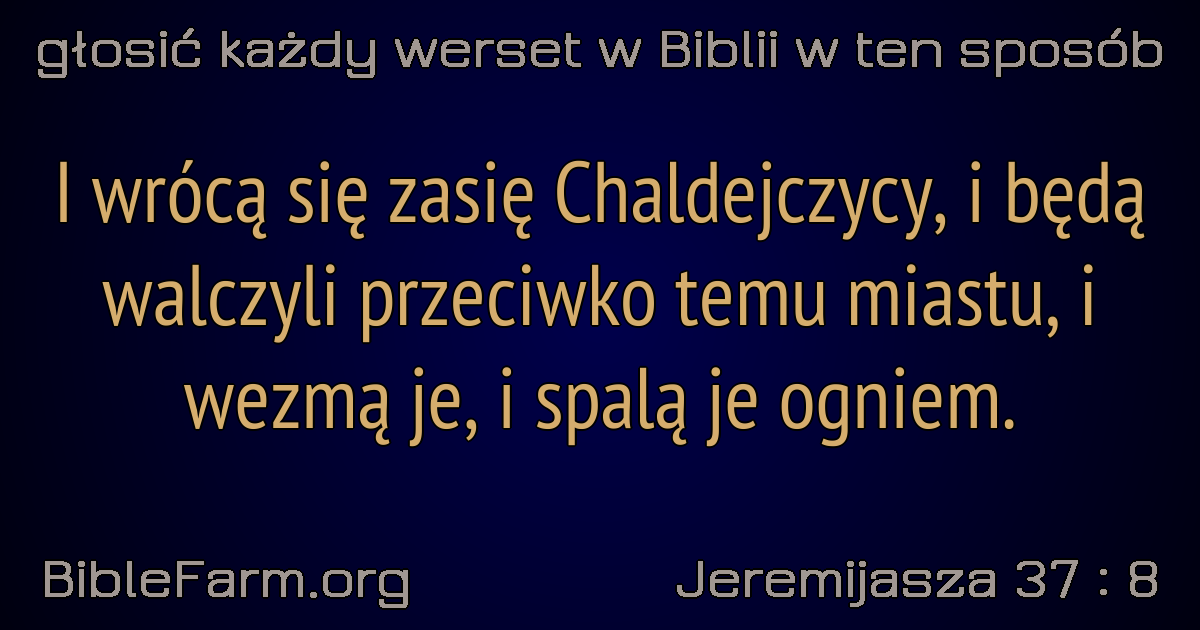 głosić każdy werset w Biblii w ten sposób
I wrócą się zasię Chaldejczycy, i będą
walczyli przeciwko temu miastu, i
wezmą je, i spalą je ogniem.
BibleFarm.org
Jeremijasza 37 : 8